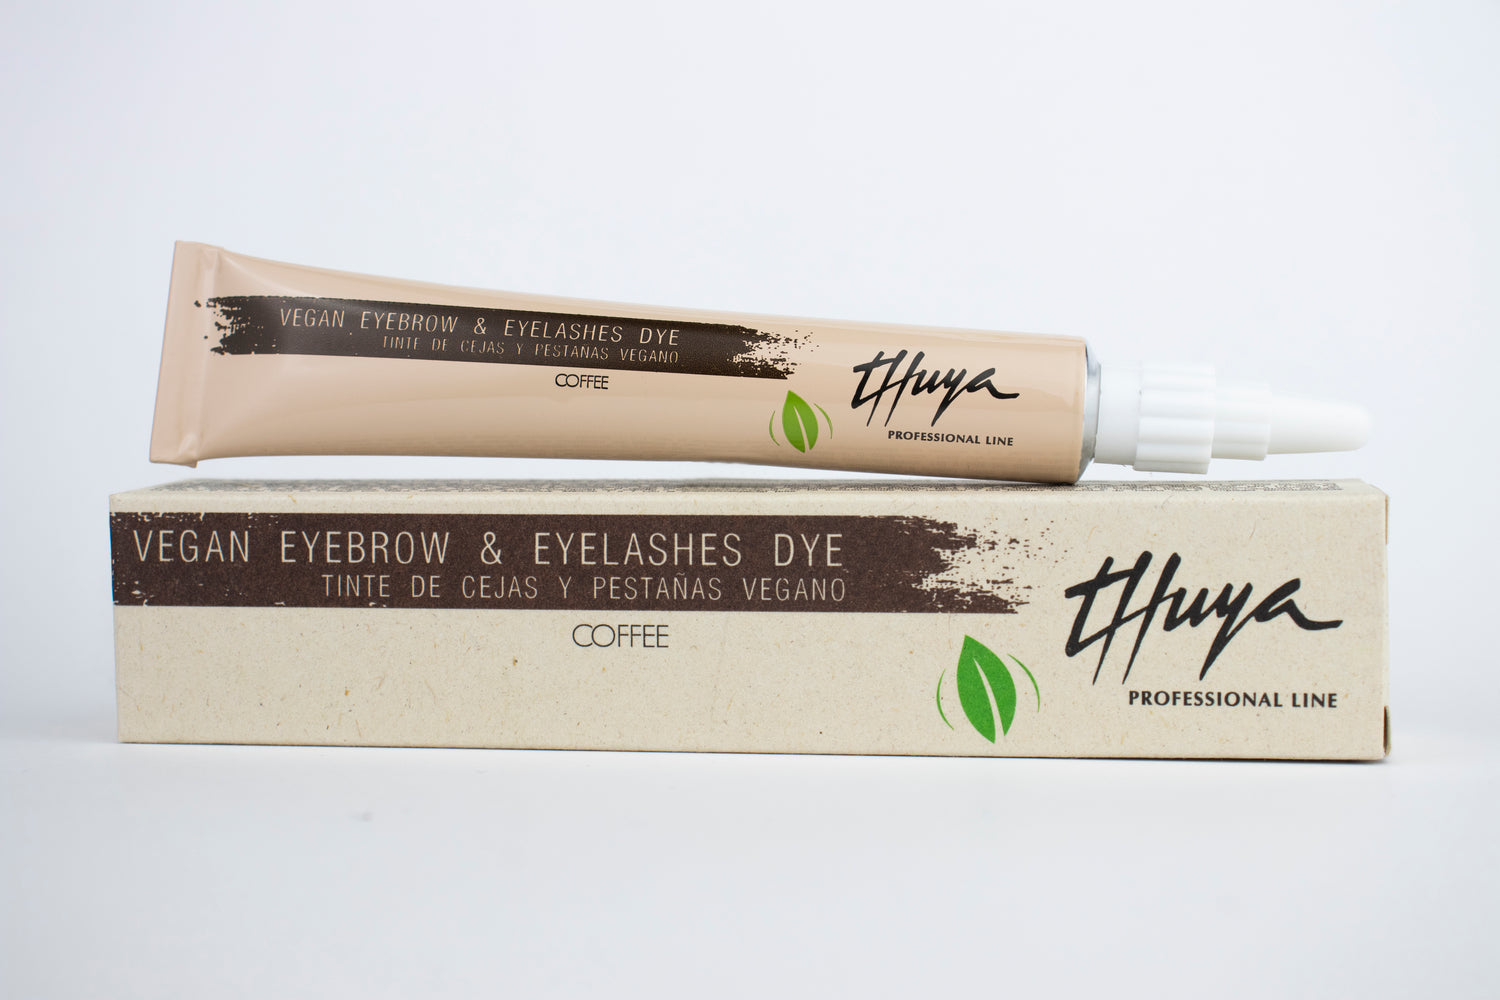 VEGAN EYEBROW & EYELASHES DYE
TINTE DE CEJAS Y PESTAÑAS VEGANO
COFFEE
tHuya
PROFESSIONAL LINE
VEGAN EYEBROW & EYELASHES DYE
TINTE DE CEJAS Y PESTAÑAS VEGANO
COFFEE
tHuya
PROFESSIONAL LINE